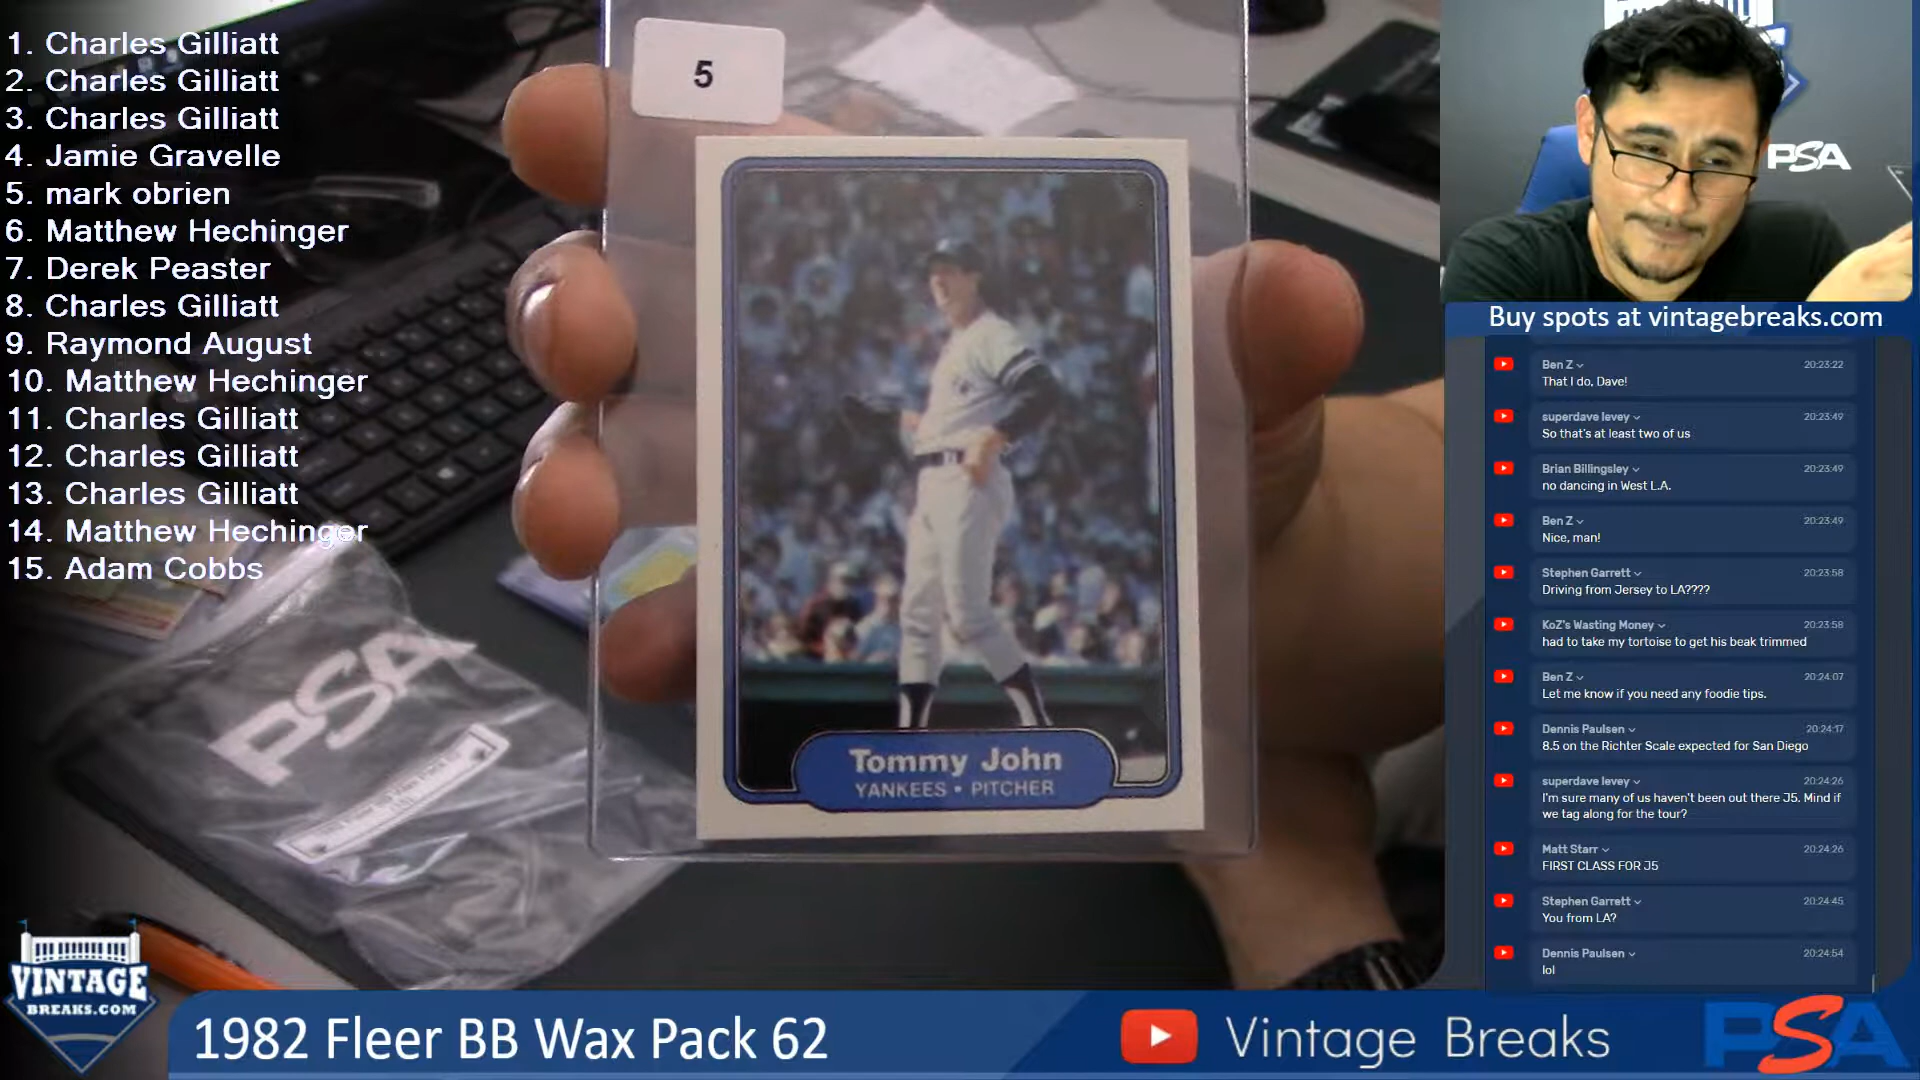 1. Charles Gilliatt
2. Charles Gilliatt
3. Charles Gilliatt
4. Jamie Gravelle
5. mark obrien
6. Matthew Hechinger
7. Derek Peaster
8. Charles Gilliatt
9. Raymond August
10. Matthew Hechinger
11. Charles Gilliatt
12. Charles Gilliatt
13. Charles Gilliatt
14. Matthew Hechinger
15. Adam Cobbs
5
Tommy John
YANKEES • PITCHER
PSA
PSA
Buy spots at vintagebreaks.com
Ben Z 20:23:22
That I do, Dave!
superdave levey 20:23:49
So that's at least two of us
Brian Billingsley 20:23:49
no dancing in West L.A.
Ben Z 20:23:49
Nice, man!
Stephen Garrett 20:23:58
Driving from Jersey to LA????
KoZ's Wasting Money 20:23:58
had to take my tortoise to get his beak trimmed
Ben Z 20:24:07
Let me know if you need any foodie tips.
Dennis Paulsen 20:24:17
8.5 on the Richter Scale expected for San Diego
superdave levey 20:24:26
I'm sure many of us haven't been out there J5. Mind if
we tag along for the tour?
Matt Starr 20:24:26
FIRST CLASS FOR J5
Stephen Garrett 20:24:45
You from LA?
Dennis Paulsen 20:24:54
lol
VINTAGE
BREAKS.COM
1982 Fleer BB Wax Pack 62
Vintage Breaks
PSA